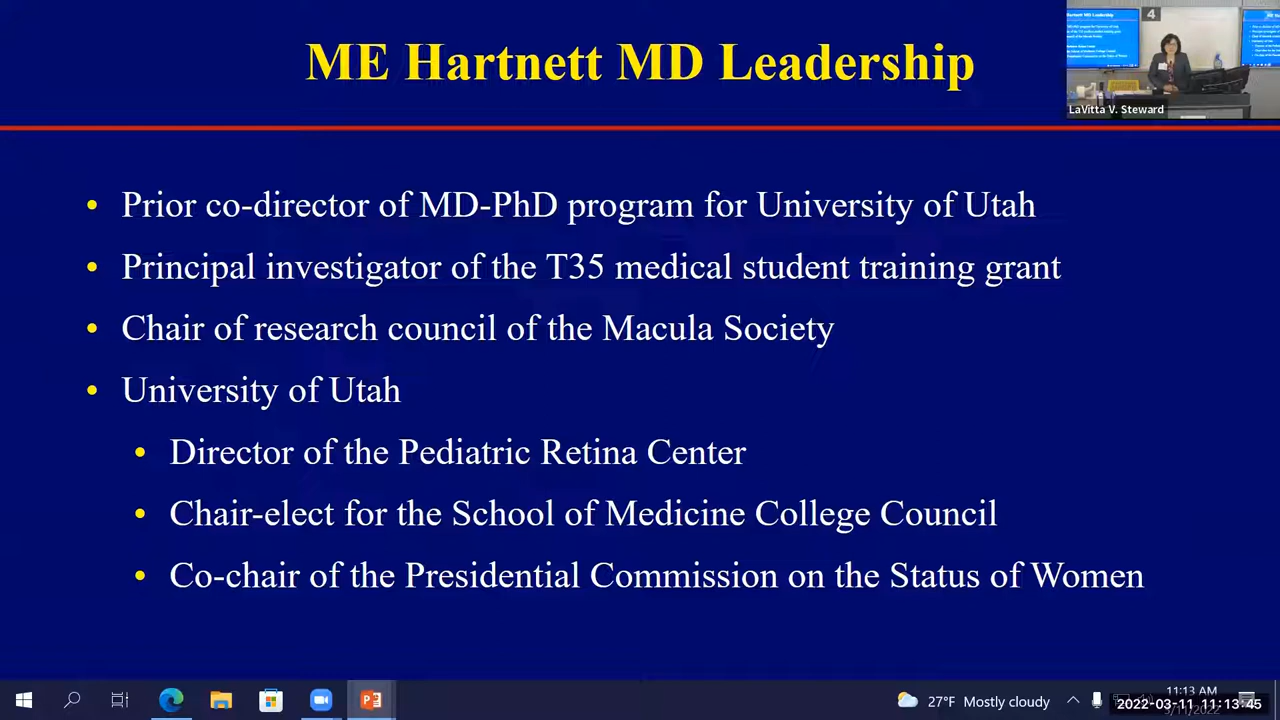 ME Hartnett MD Leadership
4
LaVitta V. Steward
• Prior co-director of MD-PhD program for University of Utah
• Principal investigator of the T35 medical student training grant
• Chair of research council of the Macula Society
• University of Utah
• Director of the Pediatric Retina Center
• Chair-elect for the School of Medicine College Council
• Co-chair of the Presidential Commission on the Status of Women
27°F Mostly cloudy
11:13 AM
2022-03-11 11:13:45